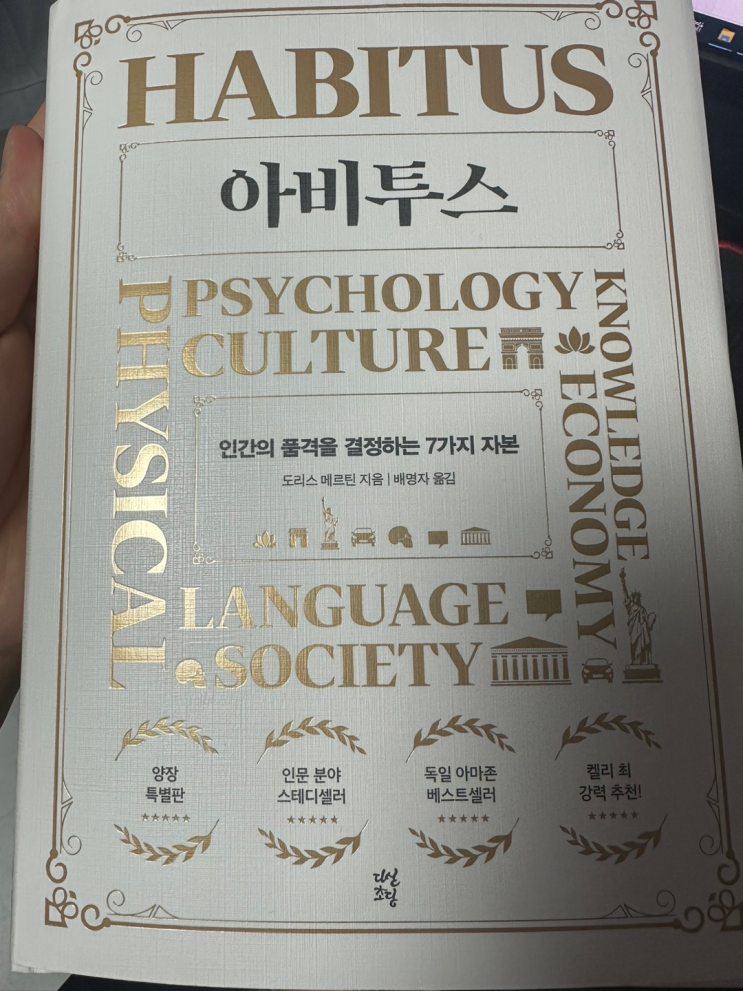 HABITUS
아비투스
PHYSICAL
PSYCHOLOGY
CULTURE
KNOWLEDGE
ECONOMY
인간의 품격을 결정하는 7가지 자본
도리스 메르틴 지음 | 배명자 옮김
LANGUAGE
SOCIETY
양장
특별판
★★★★★
인문 분야
스테디셀러
★★★★★
독일 아마존
베스트셀러
★★★★★
켈리 최
강력 추천!
★★★★★
다산
초당